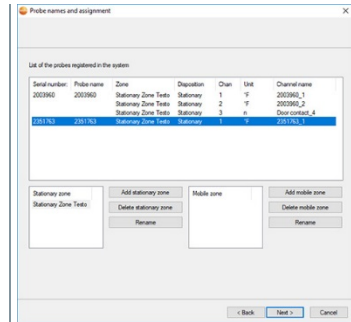 Probe names and assignment
List of the probes registered in the system
Serial number: Probe name Zone Disposition Chan Unit Channel name
2003960 2003960 Stationary Zone Testo Stationary 1 °F 2003960_1
Stationary Zone Testo Stationary 2 °F 2003960_2
Stationary Zone Testo Stationary 3 n Door contact_4
2351763 2351763 Stationary Zone Testo Stationary 1 °F 2351763_1
Stationary zone
Stationary Zone Testo
Add stationary zone
Delete stationary zone
Rename
Mobile zone
Add mobile zone
Delete mobile zone
Rename
< Back Next > Cancel